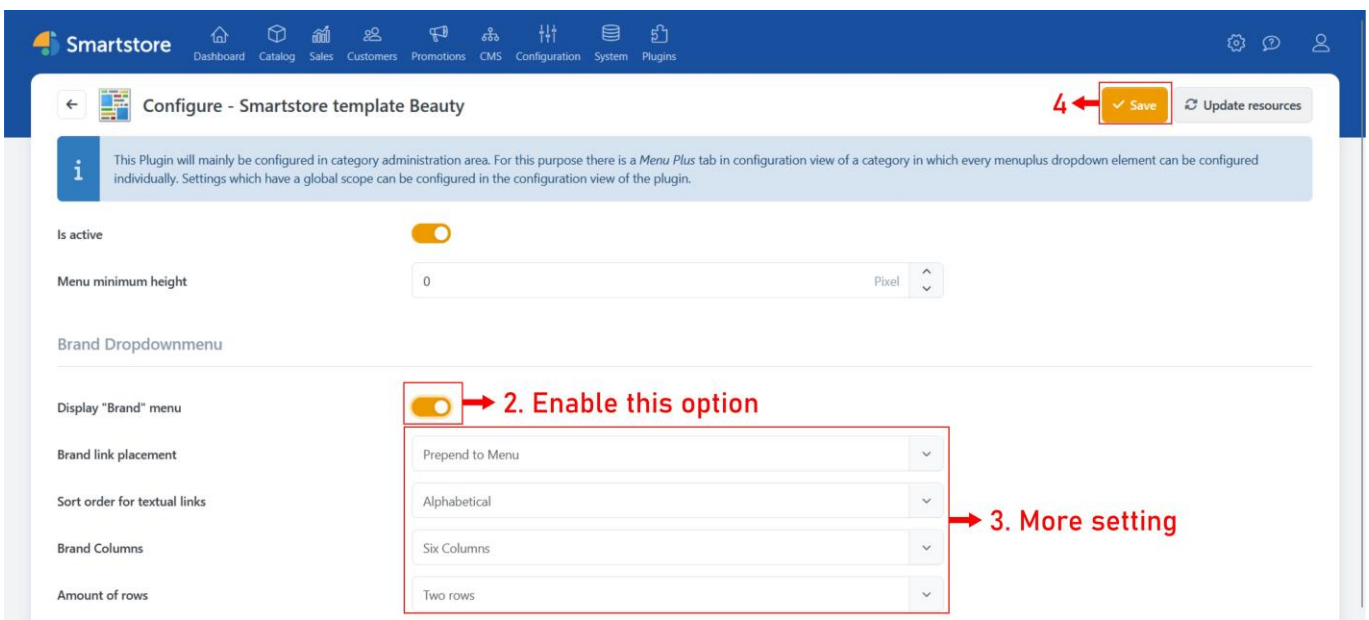 Smartstore
Dashboard Catalog Sales Customers Promotions CMS Configuration System Plugins
Configure - Smartstore template Beauty
4
Save
Update resources
This Plugin will mainly be configured in category administration area. For this purpose there is a Menu Plus tab in configuration view of a category in which every menuplus dropdown element can be configured
individually. Settings which have a global scope can be configured in the configuration view of the plugin.
Is active
Menu minimum height
0 Pixel
Brand Dropdownmenu
Display "Brand" menu
2. Enable this option
Brand link placement
Prepend to Menu
Sort order for textual links
Alphabetical
3. More setting
Brand Columns
Six Columns
Amount of rows
Two rows